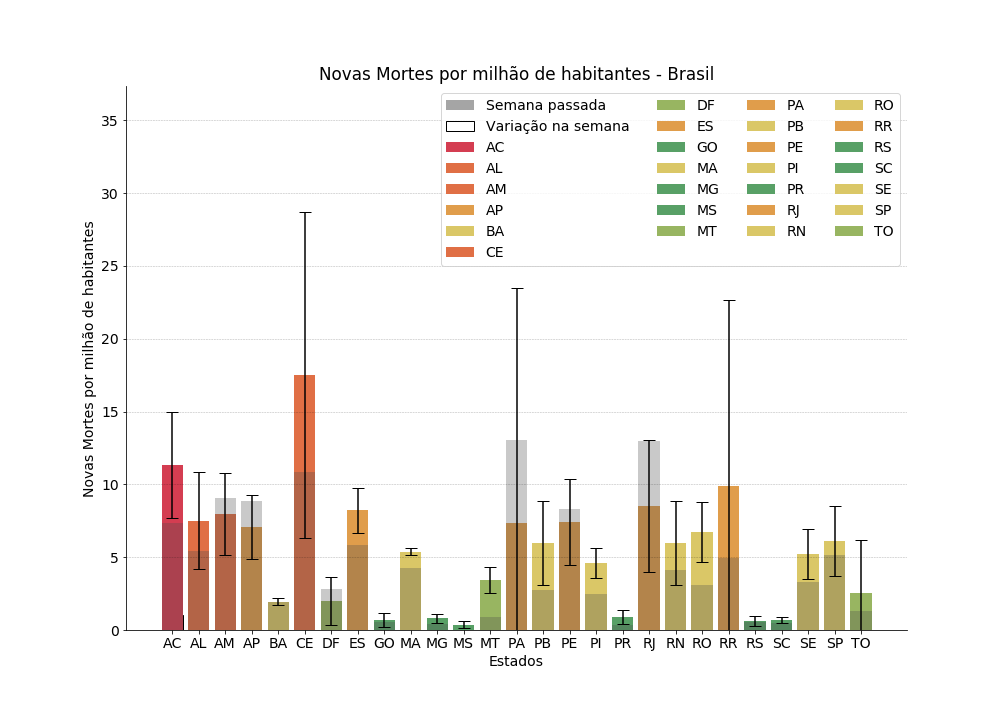 Novas Mortes por milhão de habitantes - Brasil
Semana passada
Variação na semana
AC
AL
AM
AP
BA
CE
DF
ES
GO
MA
MG
MS
MT
PA
PB
PE
PI
PR
RJ
RN
RO
RR
RS
SC
SE
SP
TO
Novas Mortes por milhão de habitantes
35
30
25
20
15
10
5
0
AC AL AM AP BA CE DF ES GO MA MG MS MT PA PB PE PI PR RJ RN RO RR RS SC SE SP TO
Estados